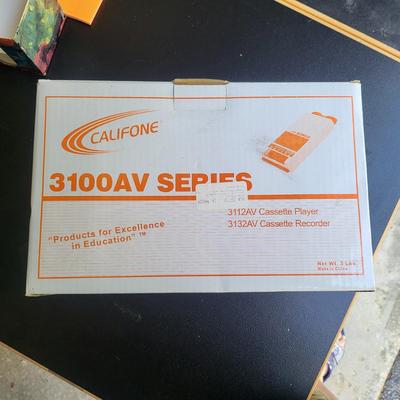 CALIFONE®
3100AV SERIES
3112AV Cassette Player
3132AV Cassette Recorder
"Products for Excellence
in Education" ™
Net Wt. 3 Lbs.
Made in China